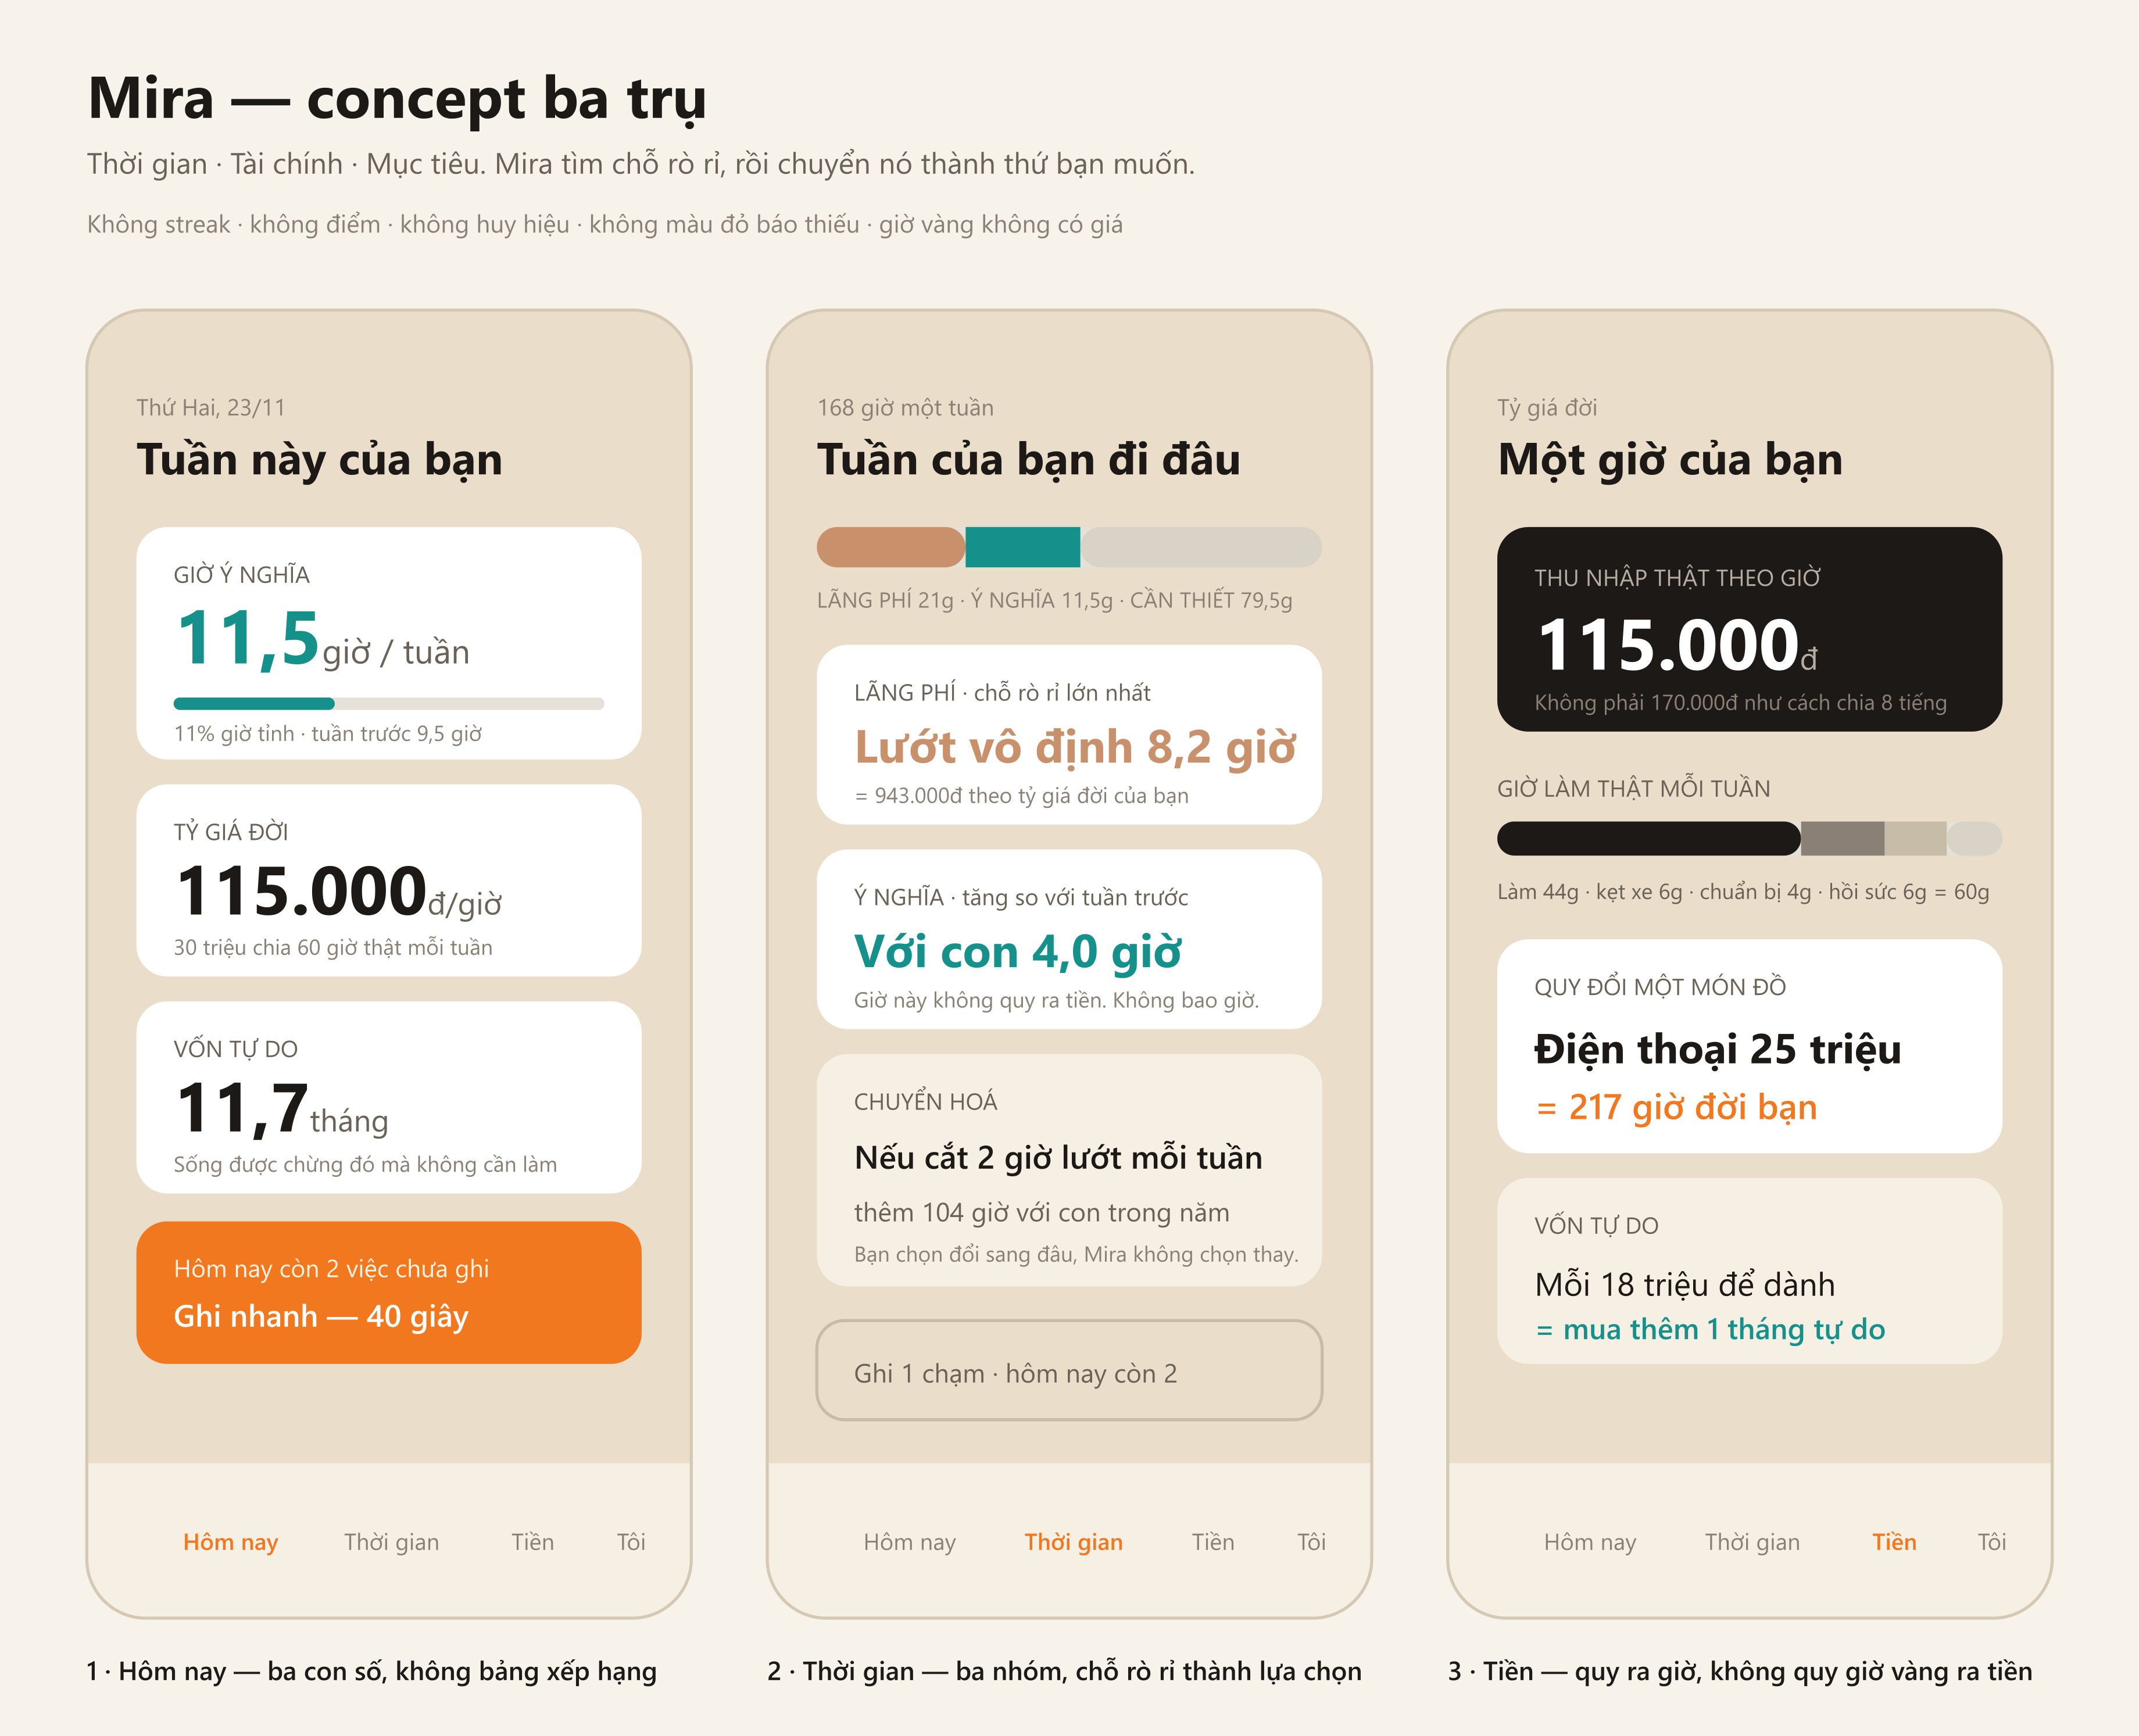 Mira — concept ba trụ
Thời gian · Tài chính · Mục tiêu. Mira tìm chỗ rò rỉ, rồi chuyển nó thành thứ bạn muốn.
Không streak · không điểm · không huy hiệu · không màu đỏ báo thiếu · giờ vàng không có giá
Thứ Hai, 23/11
Tuần này của bạn
GIỜ Ý NGHĨA
11,5 giờ / tuần
11% giờ tỉnh · tuần trước 9,5 giờ
TỶ GIÁ ĐỜI
115.000đ/giờ
30 triệu chia 60 giờ thật mỗi tuần
VỐN TỰ DO
11,7 tháng
Sống được chừng đó mà không cần làm
Hôm nay còn 2 việc chưa ghi
Ghi nhanh — 40 giây
Hôm nay Thời gian Tiền Tôi
1 · Hôm nay — ba con số, không bảng xếp hạng
168 giờ một tuần
Tuần của bạn đi đâu
LÃNG PHÍ 21g · Ý NGHĨA 11,5g · CẦN THIẾT 79,5g
LÃNG PHÍ · chỗ rò rỉ lớn nhất
Lướt vô định 8,2 giờ
= 943.000đ theo tỷ giá đời của bạn
Ý NGHĨA · tăng so với tuần trước
Với con 4,0 giờ
Giờ này không quy ra tiền. Không bao giờ.
CHUYỂN HOÁ
Nếu cắt 2 giờ lướt mỗi tuần
thêm 104 giờ với con trong năm
Bạn chọn đổi sang đâu, Mira không chọn thay.
Ghi 1 chạm · hôm nay còn 2
Hôm nay Thời gian Tiền Tôi
2 · Thời gian — ba nhóm, chỗ rò rỉ thành lựa chọn
Tỷ giá đời
Một giờ của bạn
THU NHẬP THẬT THEO GIỜ
115.000đ
Không phải 170.000đ như cách chia 8 tiếng
GIỜ LÀM THẬT MỖI TUẦN
Làm 44g · kẹt xe 6g · chuẩn bị 4g · hồi sức 6g = 60g
QUY ĐỔI MỘT MÓN ĐỒ
Điện thoại 25 triệu
= 217 giờ đời bạn
VỐN TỰ DO
Mỗi 18 triệu để dành
= mua thêm 1 tháng tự do
Hôm nay Thời gian Tiền Tôi
3 · Tiền — quy ra giờ, không quy giờ vàng ra tiền